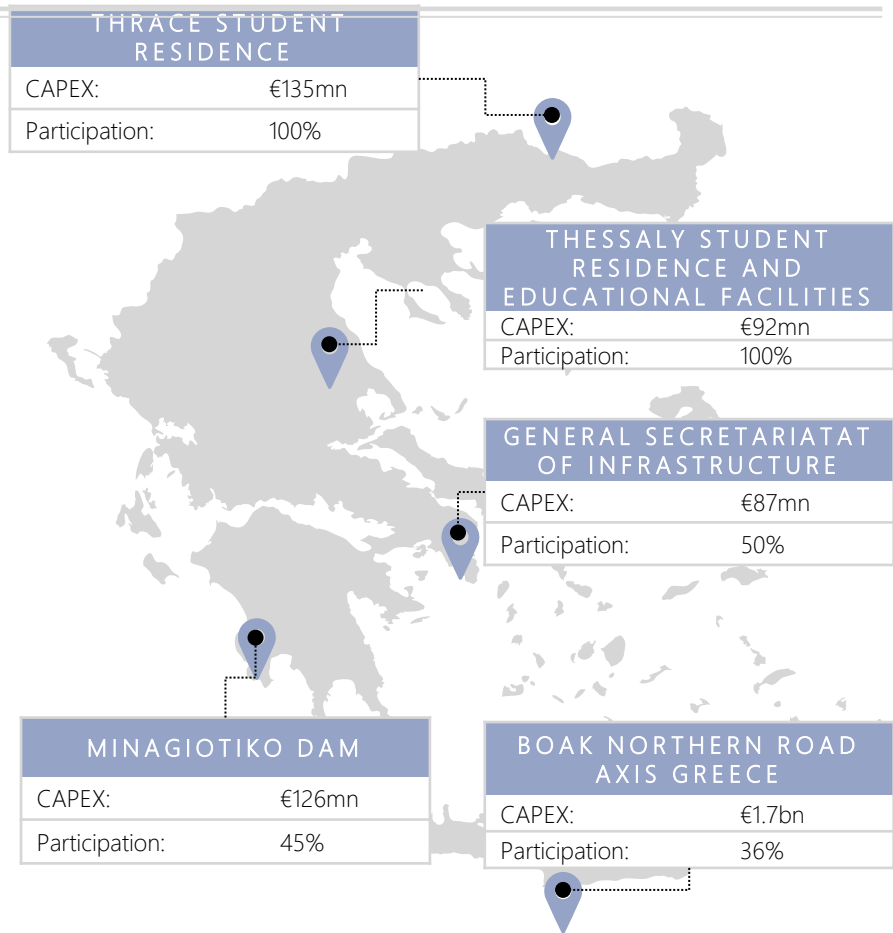 THRACE STUDENT
RESIDENCE
CAPEX: €135mn
Participation: 100%
THESSALY STUDENT
RESIDENCE AND
EDUCATIONAL FACILITIES
CAPEX: €92mn
Participation: 100%
GENERAL SECRETARIATAT
OF INFRASTRUCTURE
CAPEX: €87mn
Participation: 50%
MINAGIOTIKO DAM
CAPEX: €126mn
Participation: 45%
BOAK NORTHERN ROAD
AXIS GREECE
CAPEX: €1.7bn
Participation: 36%